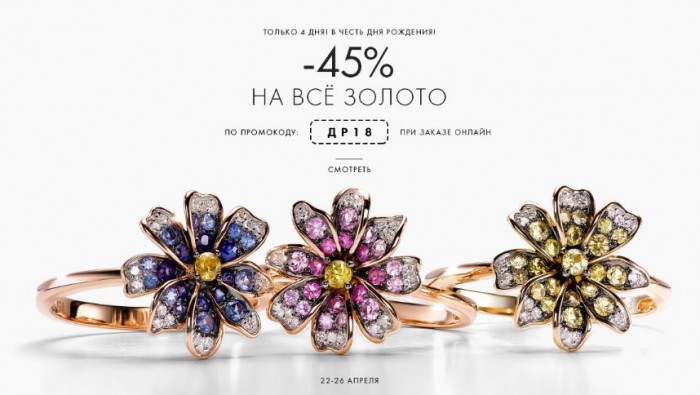 ТОЛЬКО 4 ДНЯ! В ЧЕСТЬ ДНЯ РОЖДЕНИЯ!
-45%
НА ВСЁ ЗОЛОТО
ПО ПРОМОКОДУ: ДР18 ПРИ ЗАКАЗЕ ОНЛАЙН
СМОТРЕТЬ
22-26 АПРЕЛЯ